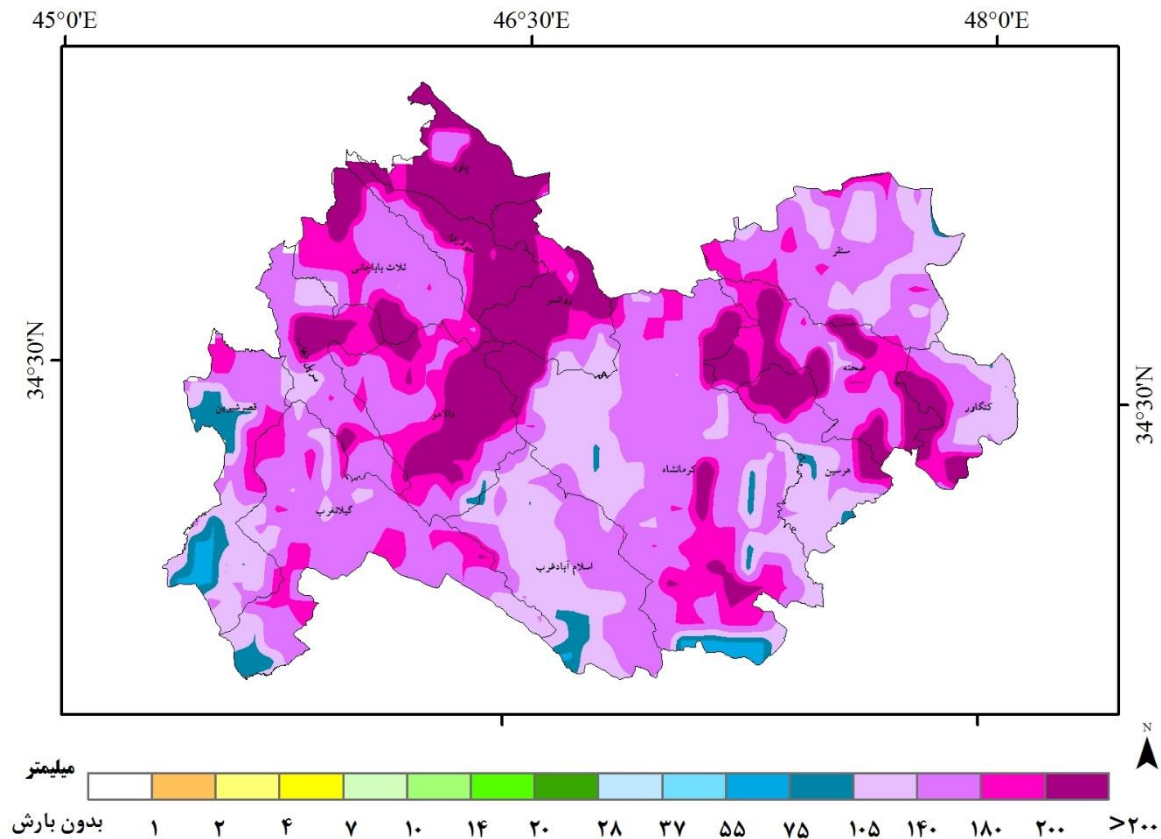 45°0'E 46°30'E 48°0'E
34°30'N
34°30'N
پاوه
ثلاث باباجانی
روانسر
سنقر
صحنه
کنگاور
قصرشیرین
دالاهو
کرمانشاه
هرسین
گیلانغرب
اسلام آبادغرب
N
میلیمتر
بدون بارش ۱ ۲ ۴ ۷ ۱۰ ۱۴ ۲۰ ۲۸ ۳۷ ۵۵ ۷۵ ۱۰۵ ۱۴۰ ۱۸۰ ۲۰۰ >۲۰۰